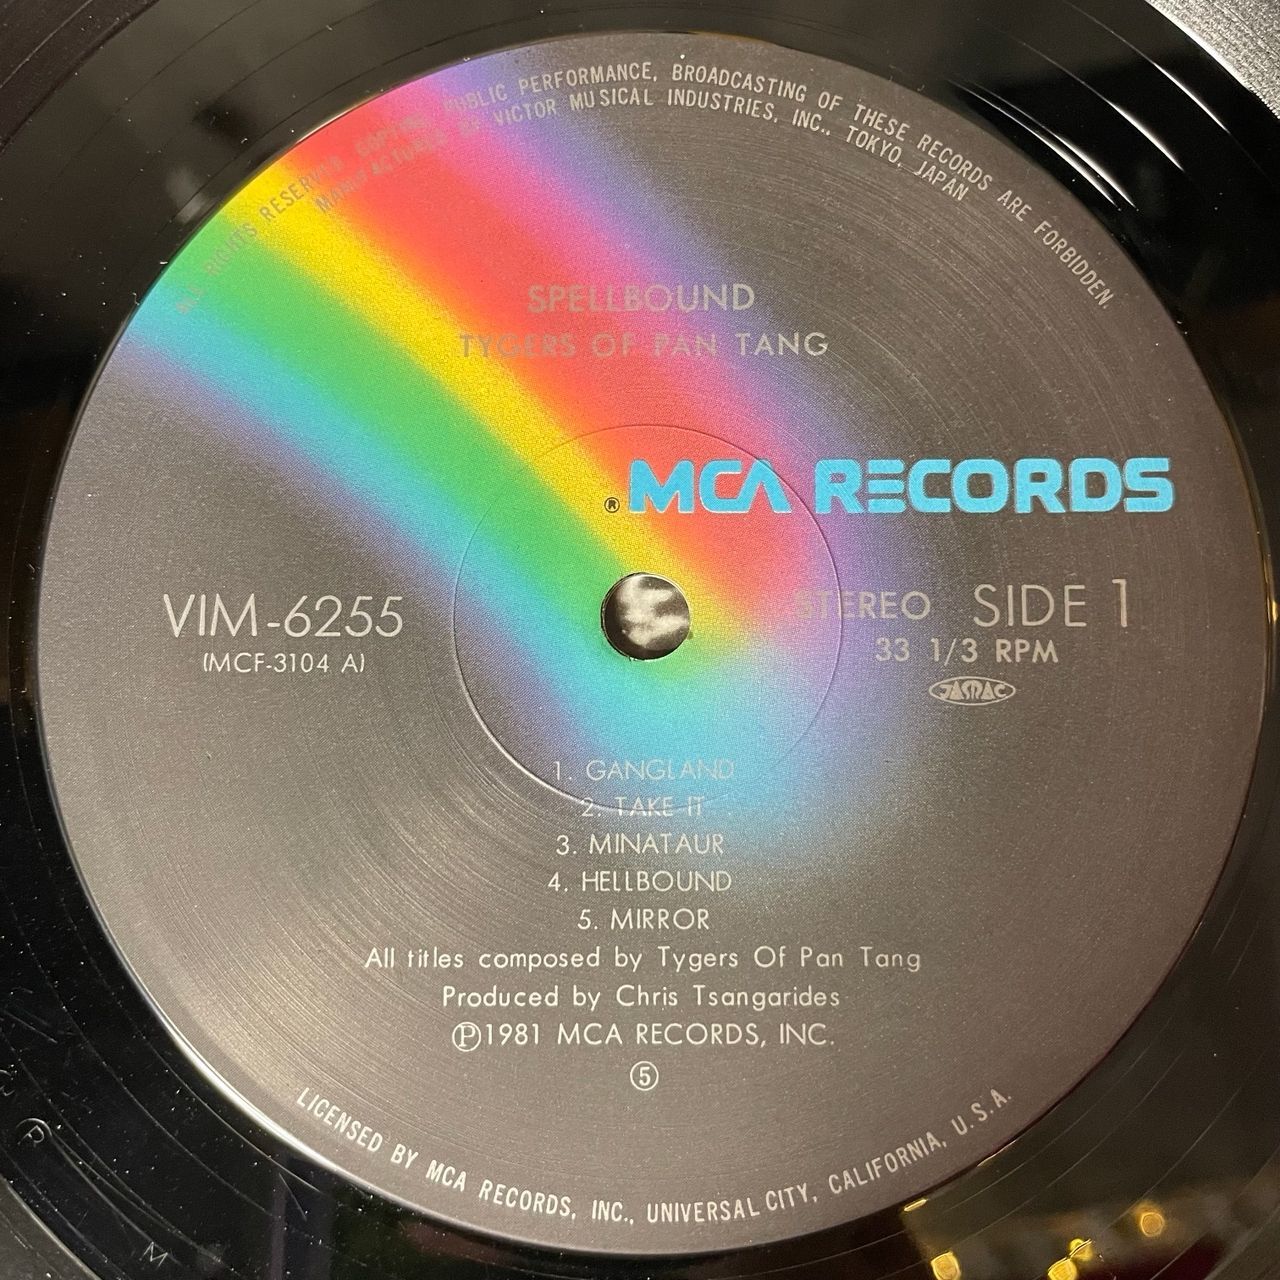 ALL RIGHTS RESERVED COPYING, PUBLIC PERFORMANCE, BROADCASTING OF THESE RECORDS ARE FORBIDDEN.
MANUFACTURED BY VICTOR MUSICAL INDUSTRIES, INC., TOKYO, JAPAN
SPELLBOUND
TYGERS OF PAN TANG
® MCA RECORDS
VIM-6255
(MCF-3104 A)
STEREO SIDE 1
33 1/3 RPM
JASRAC
1. GANGLAND
2. TAKE IT
3. MINATAUR
4. HELLBOUND
5. MIRROR
All titles composed by Tygers Of Pan Tang
Produced by Chris Tsangarides
Ⓟ1981 MCA RECORDS, INC.
⑤
LICENSED BY MCA RECORDS, INC., UNIVERSAL CITY, CALIFORNIA, U.S.A.